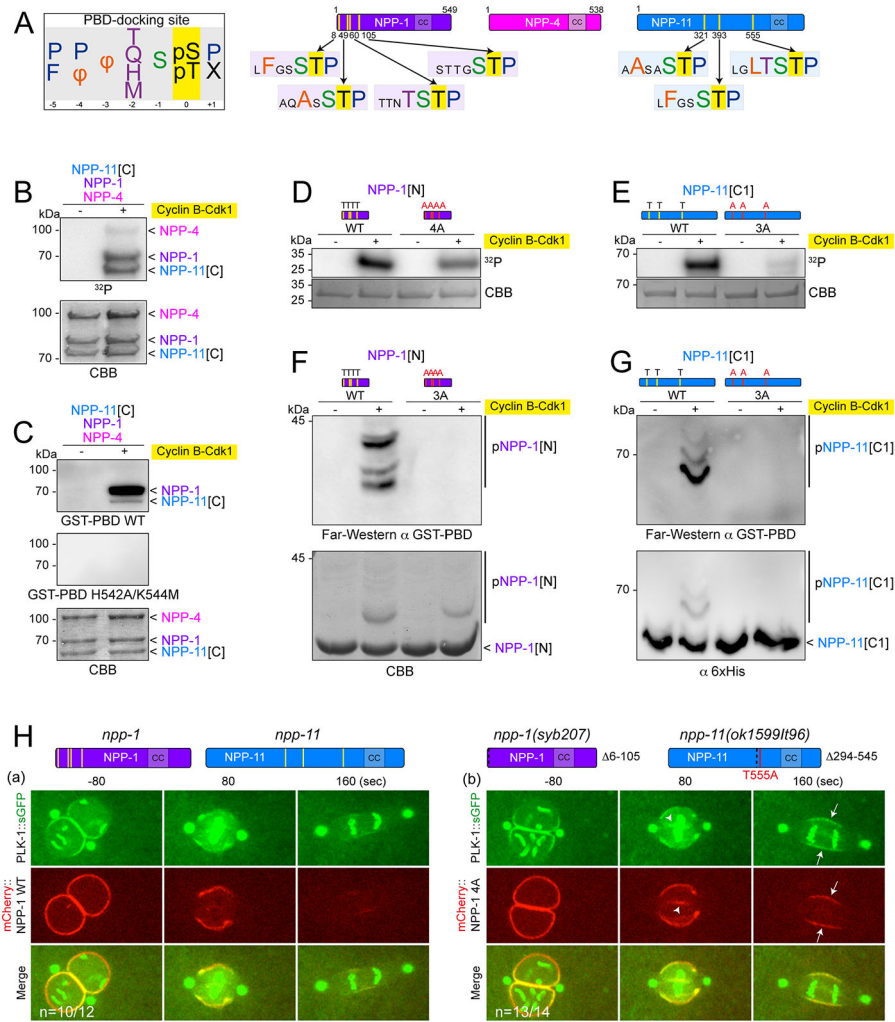 A
PBD-docking site
P P T Q H M S pS pT P X
F φ φ
-5 -4 -3 -2 -1 0 +1
1 549
NPP-1 CC
8 49 60 105
LFGSSTP
STTGSTP
AQASSTP
TTNTSTP
1 538
NPP-4 CC
1
NPP-11 CC
321 393 555
AASASTP
LGLTSTP
LFGSSTP
B
NPP-11[C]
NPP-1
NPP-4
kDa - + Cyclin B-Cdk1
100 < NPP-4
70 < NPP-1
< NPP-11[C]
32P
100 < NPP-4
< NPP-1
70 < NPP-11[C]
CBB
C
NPP-11[C]
NPP-1
NPP-4
kDa - + Cyclin B-Cdk1
100
70 < NPP-1
< NPP-11[C]
GST-PBD WT
100
70
GST-PBD H542A/K544M
100 < NPP-4
70 < NPP-1
< NPP-11[C]
CBB
D
NPP-1[N]
TTTT AAAA
WT 4A
kDa - + - + Cyclin B-Cdk1
35
25
32P
35
25
CBB
E
NPP-11[C1]
T T T A A A
WT 3A
kDa - + - + Cyclin B-Cdk1
70
32P
70
CBB
F
NPP-1[N]
TTTT AAAA
WT 3A
kDa - + - + Cyclin B-Cdk1
45
pNPP-1[N]
Far-Western α GST-PBD
45
pNPP-1[N]
< NPP-1[N]
CBB
G
NPP-11[C1]
T T T A A A
WT 3A
kDa - + - + Cyclin B-Cdk1
70
pNPP-11[C1]
Far-Western α GST-PBD
70
pNPP-11[C1]
< NPP-11[C1]
α 6xHis
H
npp-1 npp-11
NPP-1 CC NPP-11 CC
(a) -80 80 160 (sec)
PLK-1::sGFP
mCherry::
NPP-1 WT
Merge
n=10/12
npp-1(syb207) npp-11(ok1599lt96)
NPP-1 CC Δ6-105 NPP-11 CC Δ294-545
T555A
(b) -80 80 160 (sec)
PLK-1::sGFP
mCherry::
NPP-1 4A
Merge
n=13/14